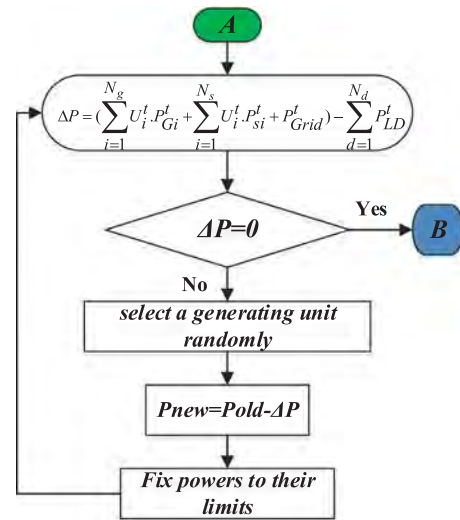 A
ΔP = (∑_{i=1}^{N_g} U_i^t.P_{Gi}^t + ∑_{i=1}^{N_s} U_i^t.P_{si}^t + P_{Grid}) − ∑_{d=1}^{N_d} P_{LD}^t
ΔP=0
Yes
B
No
select a generating unit
randomly
Pnew=Pold-ΔP
Fix powers to their
limits